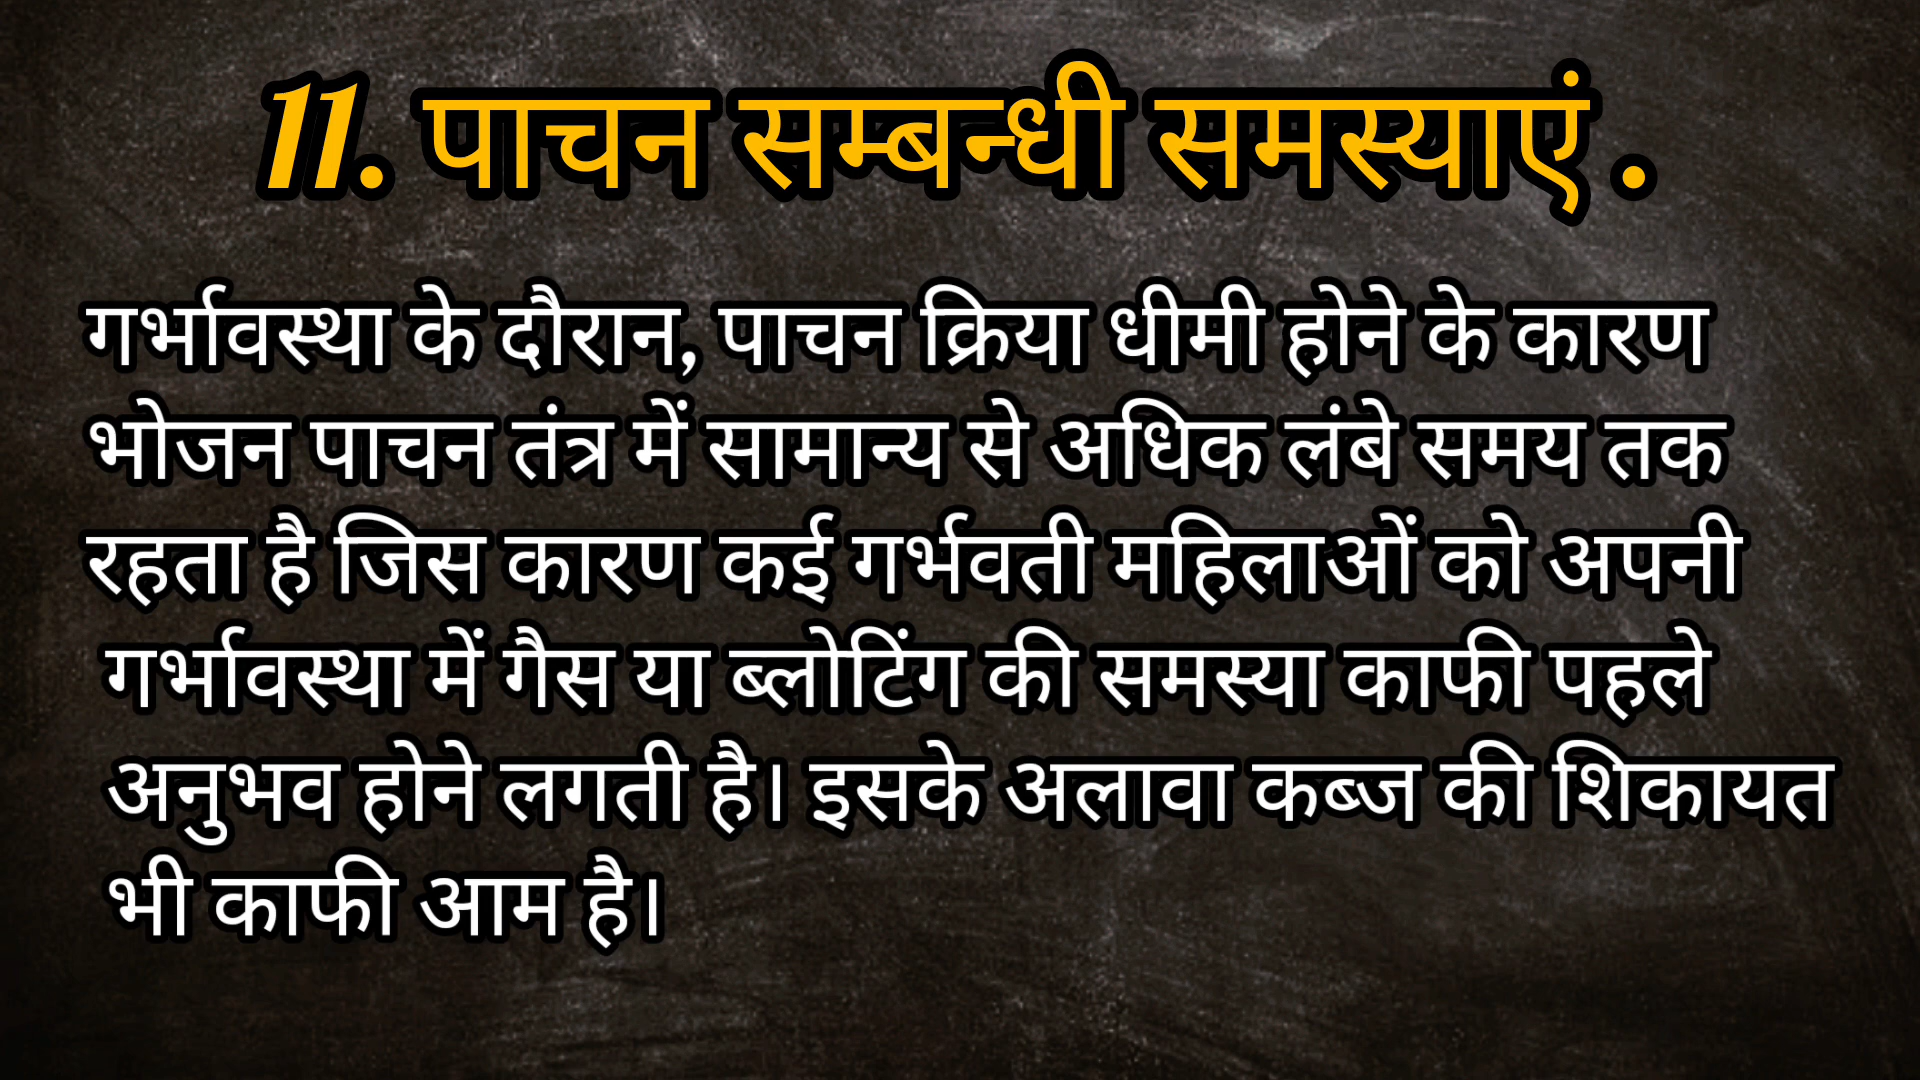 11. पाचन सम्बन्धी समस्याएं .
गर्भावस्था के दौरान, पाचन क्रिया धीमी होने के कारण
भोजन पाचन तंत्र में सामान्य से अधिक लंबे समय तक
रहता है जिस कारण कई गर्भवती महिलाओं को अपनी
गर्भावस्था में गैस या ब्लोटिंग की समस्या काफी पहले
अनुभव होने लगती है। इसके अलावा कब्ज की शिकायत
भी काफी आम है।